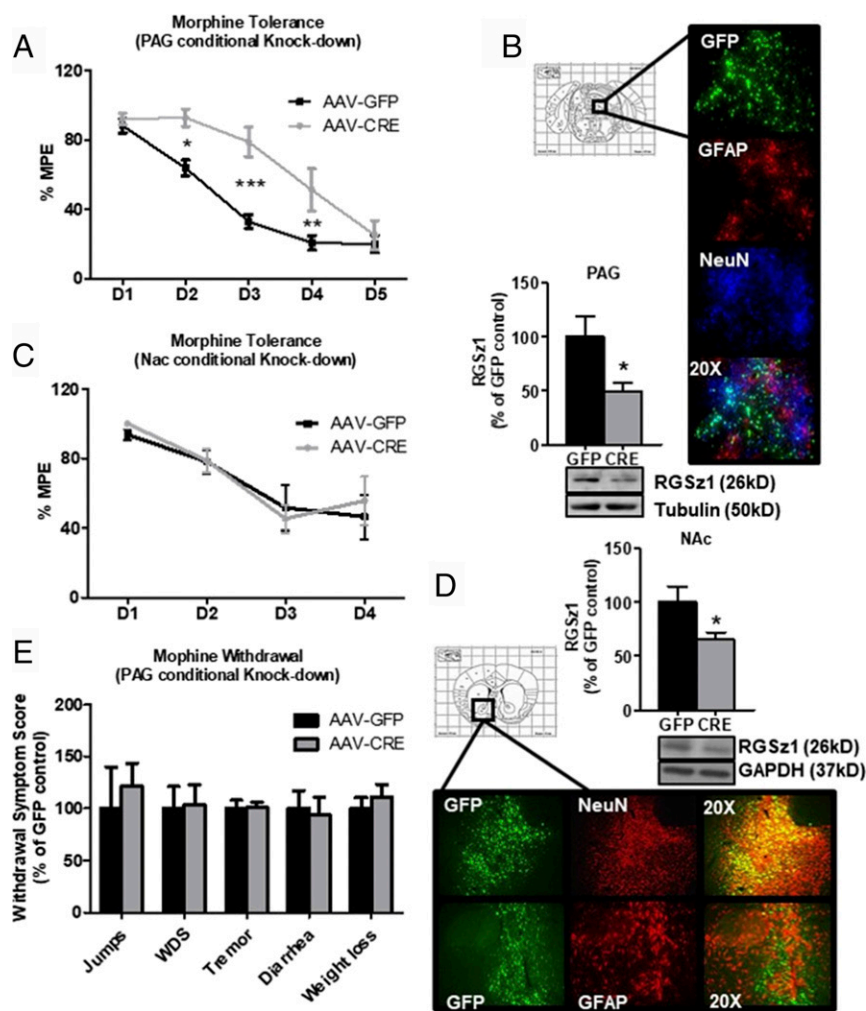 A
Morphine Tolerance
(PAG conditional Knock-down)
% MPE
120
80
40
0
AAV-GFP
AAV-CRE
*
***
**
D1 D2 D3 D4 D5
B
GFP
GFAP
NeuN
20X
PAG
RGSz1
(% of GFP control)
150
100
50
0
*
GFP CRE
RGSz1 (26kD)
Tubulin (50kD)
C
Morphine Tolerance
(Nac conditional Knock-down)
% MPE
120
80
40
0
AAV-GFP
AAV-CRE
D1 D2 D3 D4
D
NAc
RGSz1
(% of GFP control)
150
100
50
0
*
GFP CRE
RGSz1 (26kD)
GAPDH (37kD)
GFP NeuN 20X
GFP GFAP 20X
E
Mophine Withdrawal
(PAG conditional Knock-down)
Withdrawal Symptom Score
(% of GFP control)
200
150
100
50
0
AAV-GFP
AAV-CRE
Jumps
WDS
Tremor
Diarrhea
Weight loss